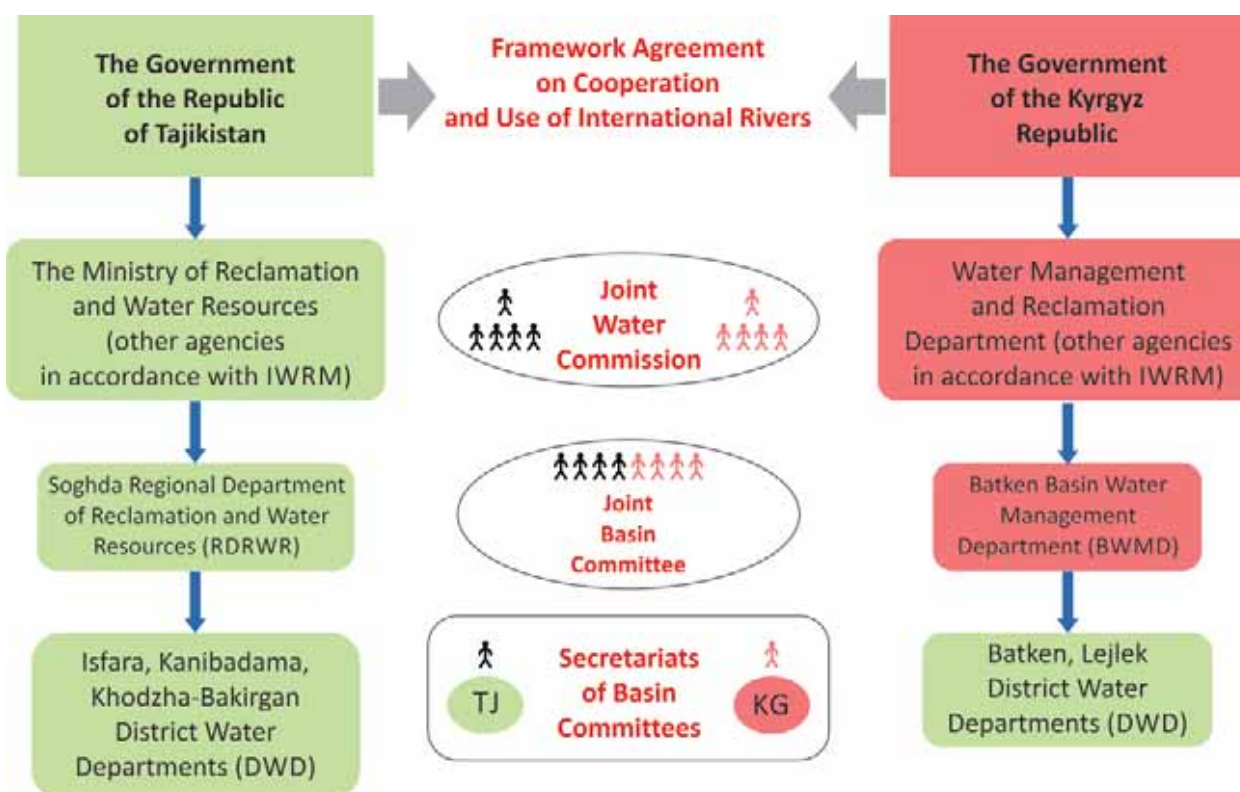 The Government
of the Republic
of Tajikistan
Framework Agreement
on Cooperation
and Use of International Rivers
The Government
of the Kyrgyz
Republic
The Ministry of Reclamation
and Water Resources
(other agencies
in accordance with IWRM)
Joint
Water
Commission
Water Management
and Reclamation
Department (other agencies
in accordance with IWRM)
Soghda Regional Department
of Reclamation and Water
Resources (RDRWR)
Joint
Basin
Committee
Batken Basin Water
Management
Department (BWMD)
Isfara, Kanibadama,
Khodzha-Bakirgan
District Water
Departments (DWD)
TJ
Secretariats
of Basin
Committees
KG
Batken, Lejlek
District Water
Departments (DWD)